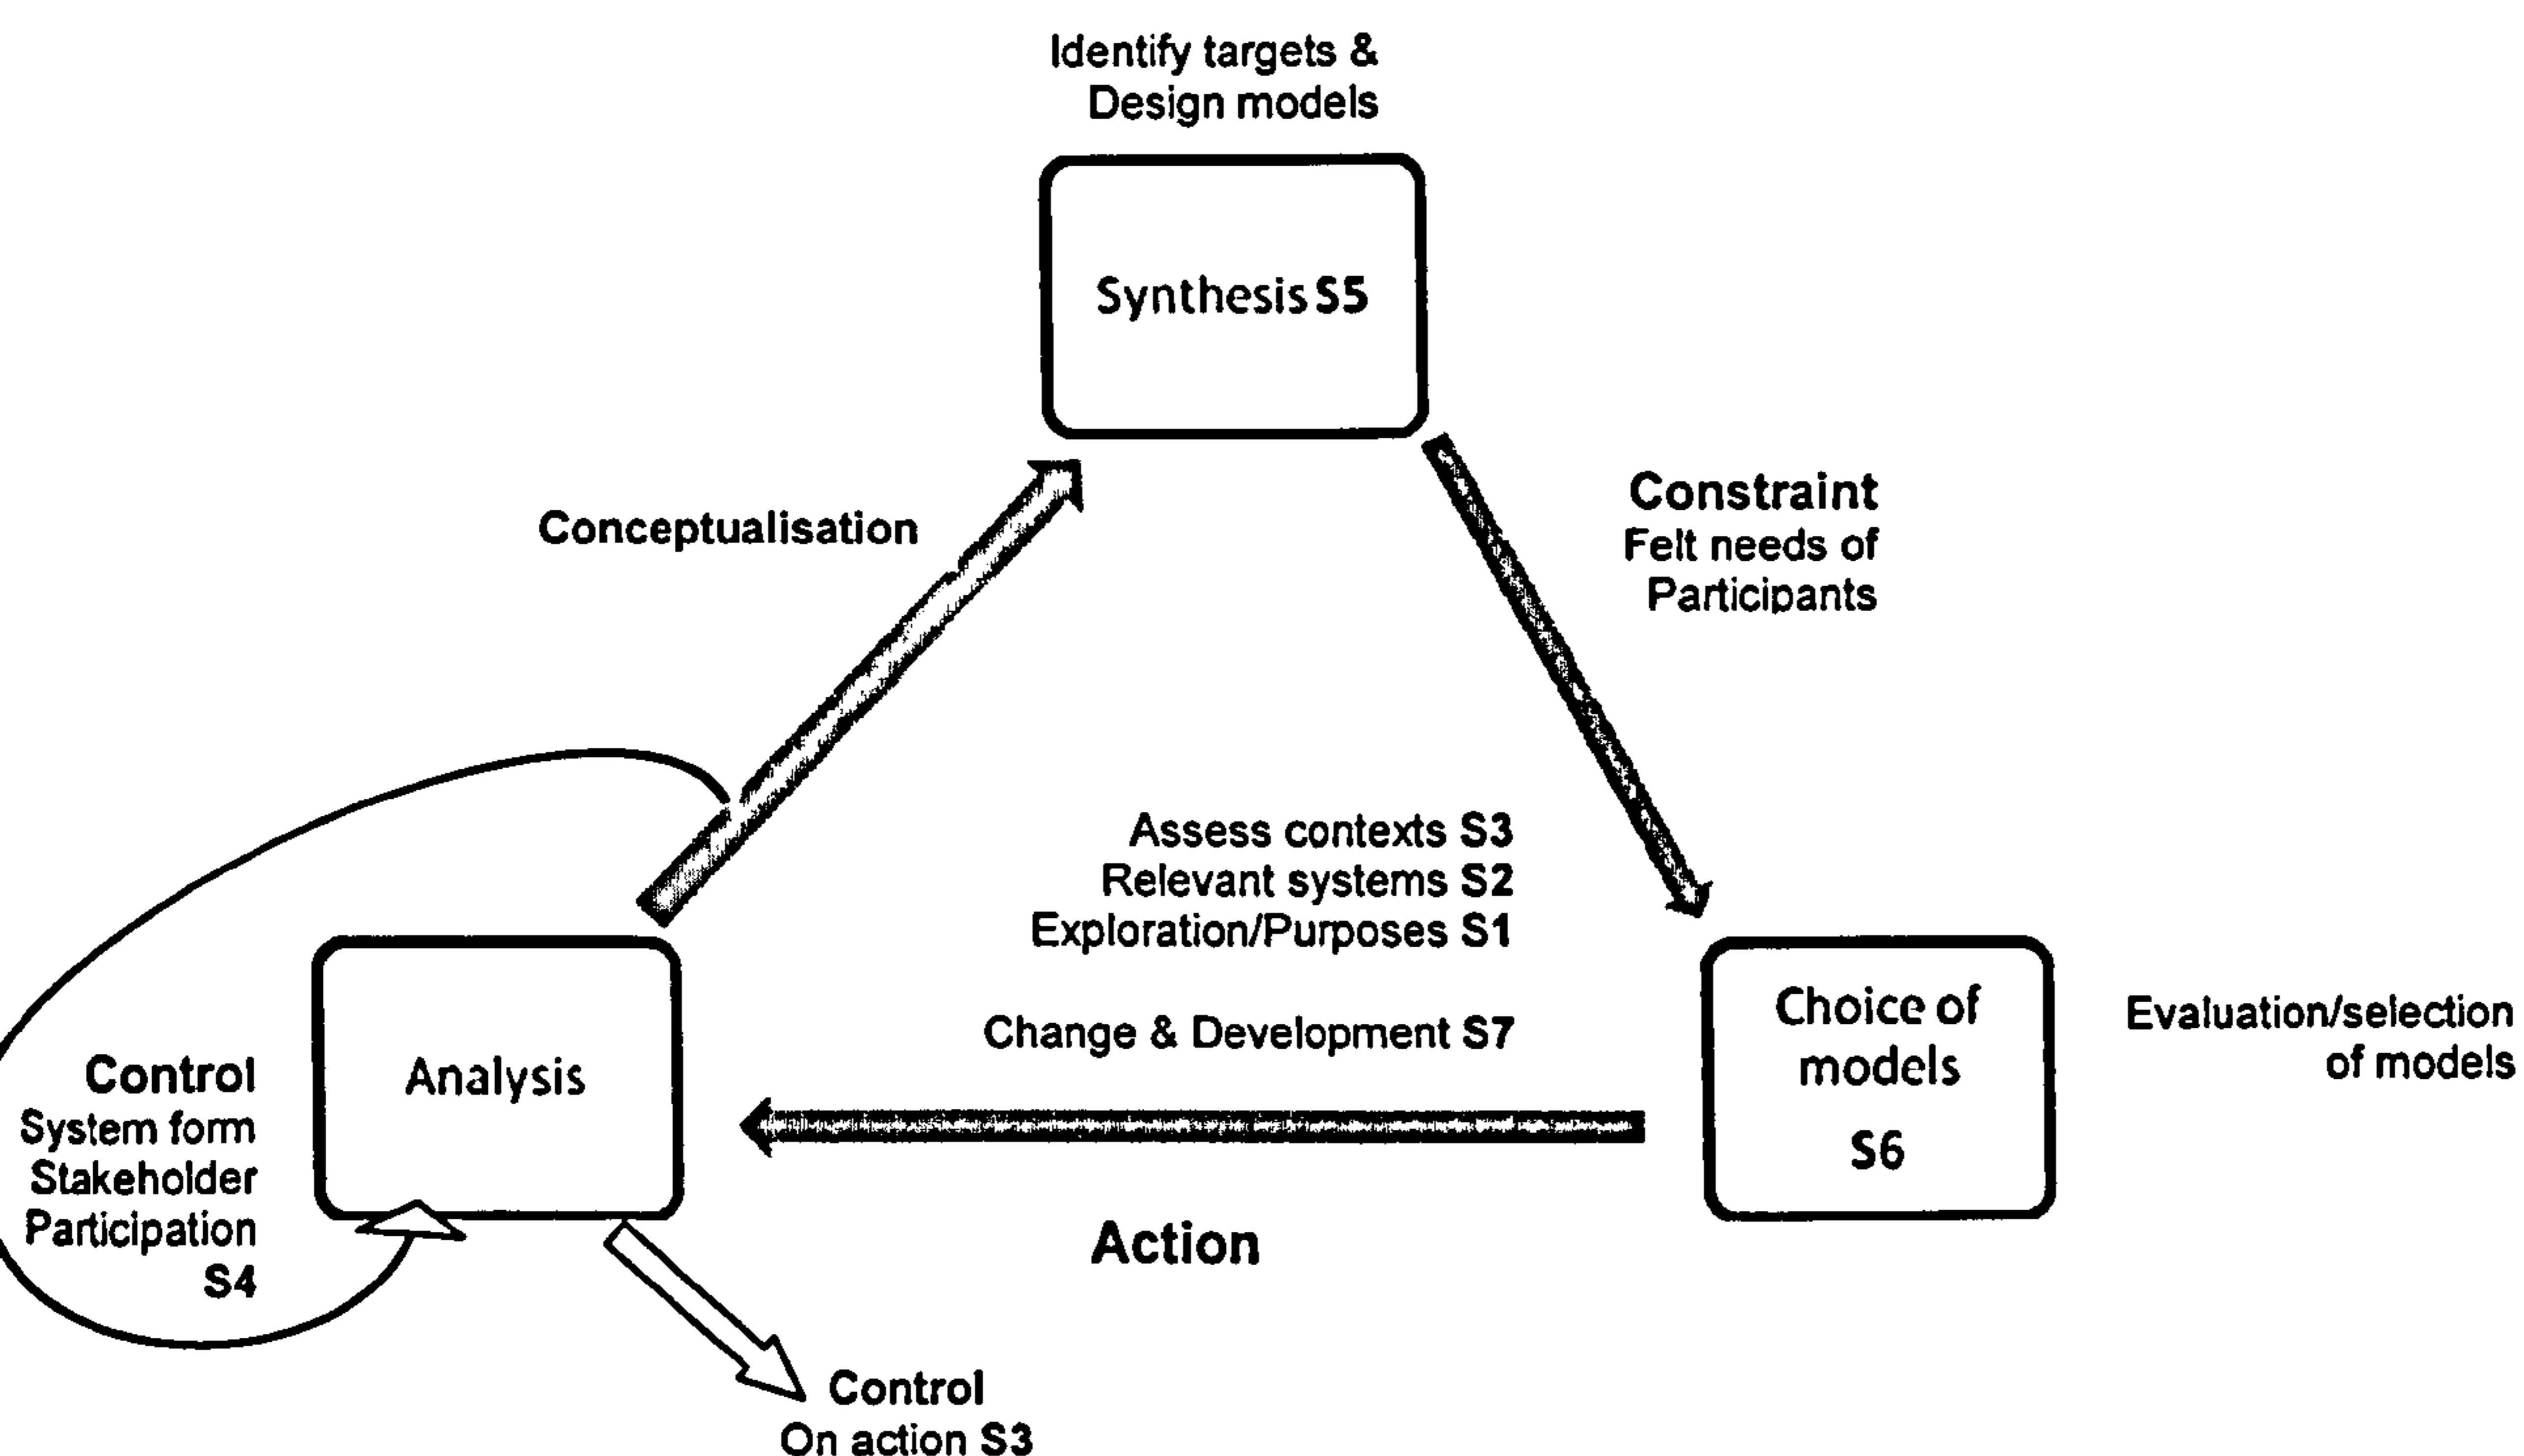 Identify targets &
Design models
Synthesis S5
Conceptualisation
Constraint
Felt needs of
Participants
Assess contexts S3
Relevant systems S2
Exploration/Purposes S1
Change & Development S7
Analysis
Control
System form
Stakeholder
Participation
S4
Choice of
models
S6
Evaluation/selection
of models
Action
Control
On action S3